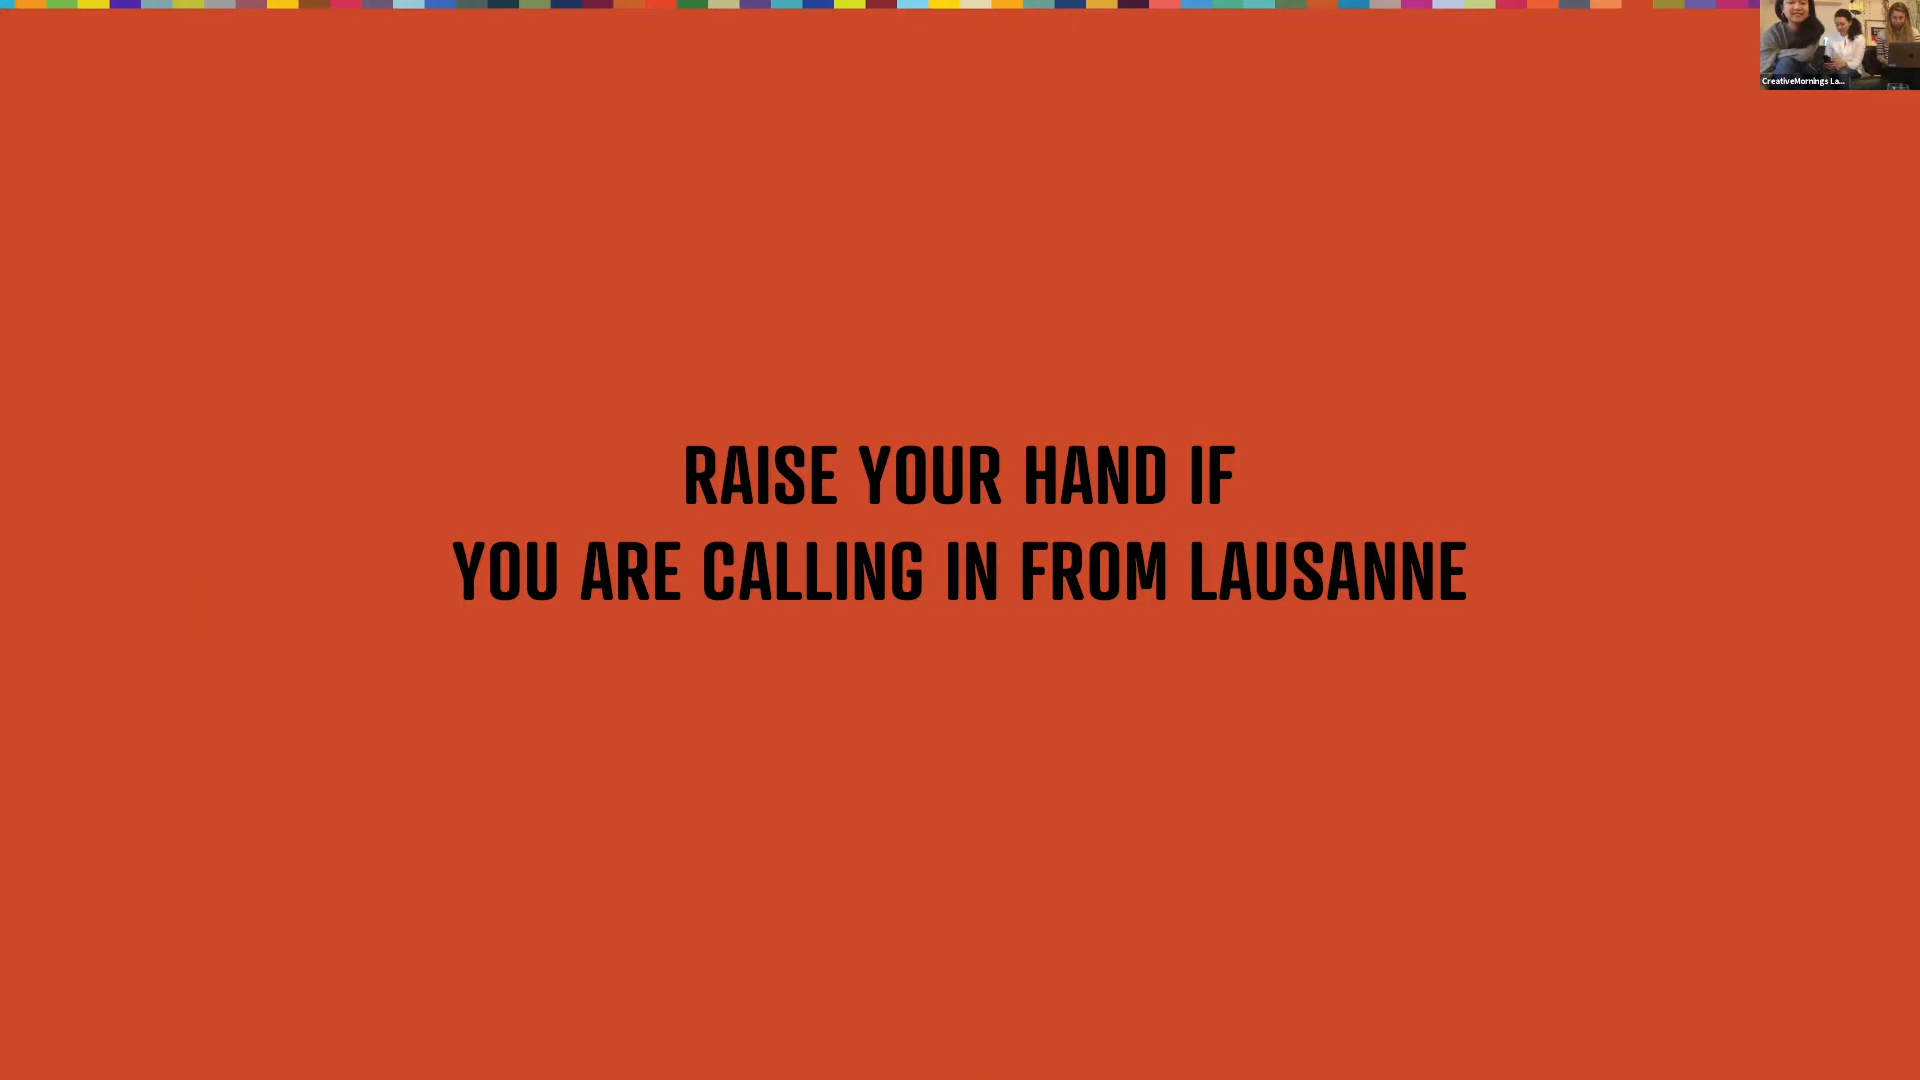 CreativeMornings La...
RAISE YOUR HAND IF
YOU ARE CALLING IN FROM LAUSANNE